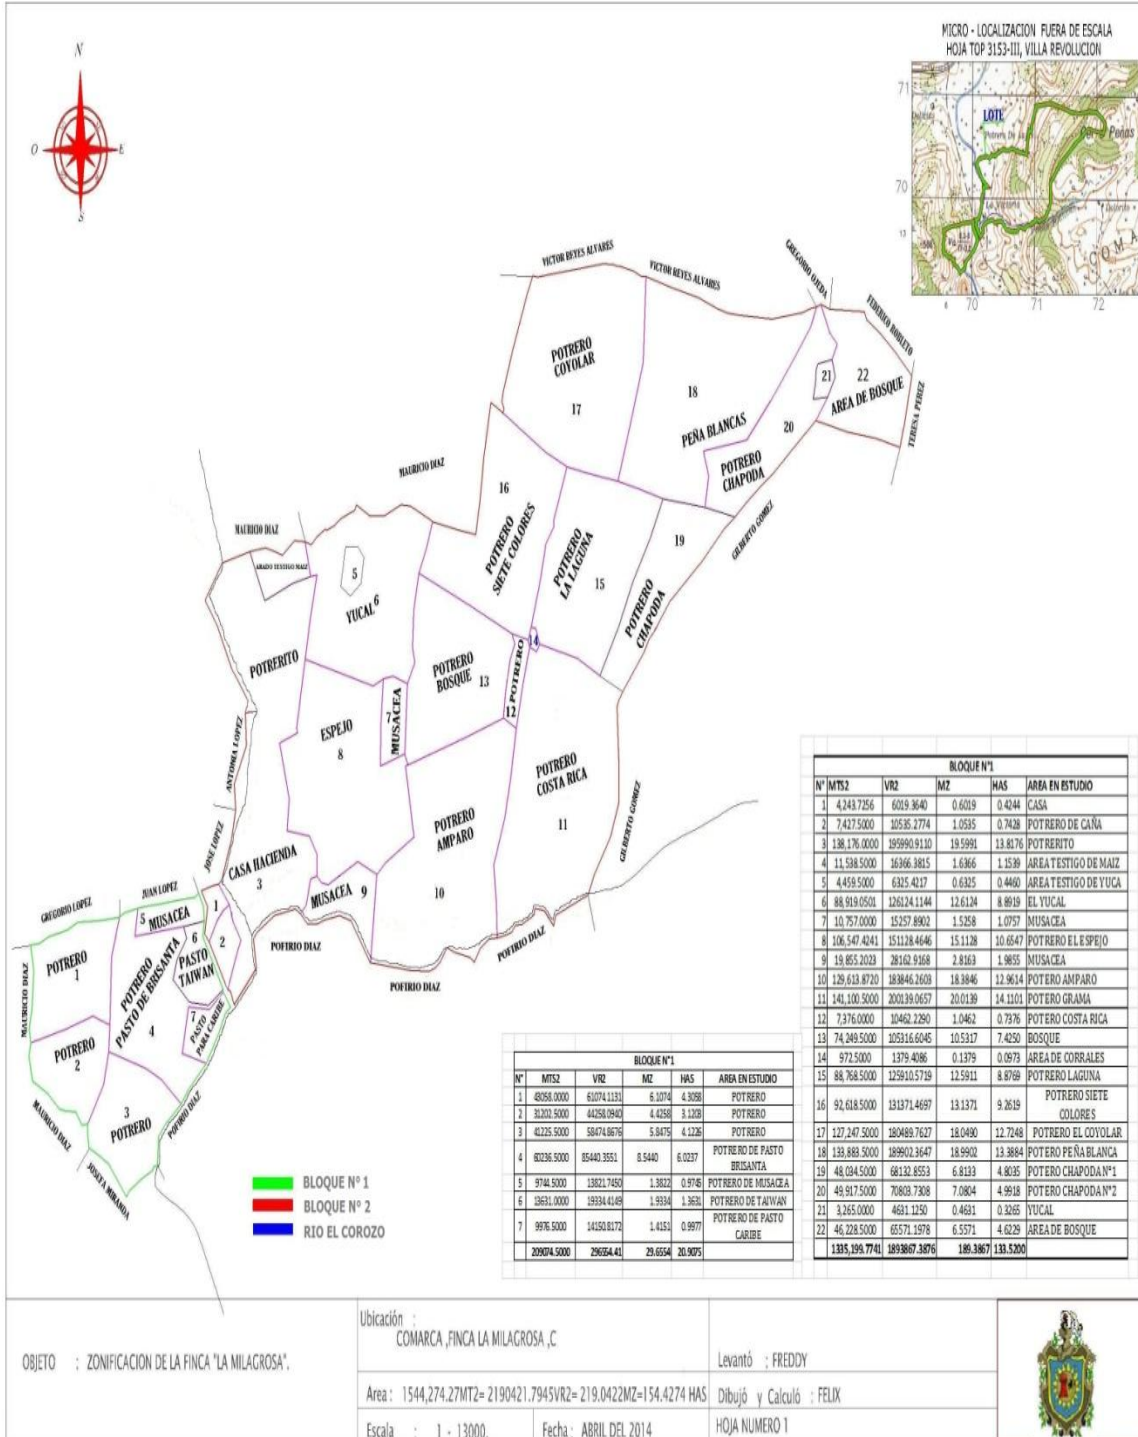 MICRO - LOCALIZACION FUERA DE ESCALA
HOJA TOP 3153-III, VILLA REVOLUCION
71
70
LOTE
70 71 72
N
O E
S
VICTOR REYES ALVARES
VICTOR REYES ALVARES
GREGORIO OJEDA
FEDERICO ROBLETO
TERESA PEREZ
POTRERO
COYOLAR
17
18
PEÑA BLANCAS
21
22
AREA DE BOSQUE
20
POTRERO
CHAPODA
MAURICIO DIAZ
16
POTRERO
SIETE COLORES
POTRERO
LA LAGUNA
15
19
POTRERO
CHAPODA
GILBERTO GOMEZ
MAURICIO DIAZ
ARADO TESTIGO MAIZ
5
YUCAL 6
POTRERITO
POTRERO
BOSQUE 13
14
POTRERO
12
7
MUSACEA
ESPEJO
8
POTRERO
COSTA RICA
11
GILBERTO GOMEZ
ANTONIA LOPEZ
JOSE LOPEZ
POTRERO
AMPARO
10
CASA HACIENDA
3
MUSACEA 9
POFIRIO DIAZ
POFIRIO DIAZ
POFIRIO DIAZ
GREGORIO LOPEZ
JUAN LOPEZ
5
MUSACEA
1
2
6
PASTO
TAIWAN
POTRERO
1
POTRERO
PASTO DE BRISANTA
4
7
PASTO
PARA CARIBE
MAURICIO DIAZ
POTRERO
2
3
POTRERO
POFIRIO DIAZ
MAURICIO DIAZ
JOSEFA MIRANDA
BLOQUE Nº 1
BLOQUE Nº 2
RIO EL COROZO
BLOQUE N°1
N° MTS2 VR2 MZ HAS AREA EN ESTUDIO
1 43058.0000 61074.1131 6.1074 4.3058 POTRERO
2 31202.5000 44258.0940 4.4258 3.1203 POTRERO
3 41225.5000 58474.8676 5.8475 4.1226 POTRERO
4 60236.5000 85440.3551 8.5440 6.0237 POTRERO DE PASTO BRISANTA
5 9744.5000 13821.7450 1.3822 0.9745 POTRERO DE MUSACEA
6 13631.0000 19334.4149 1.9334 1.3631 POTRERO DE TAIWAN
7 9976.5000 14150.8172 1.4151 0.9977 POTRERO DE PASTO CARIBE
209074.5000 296554.41 29.6554 20.9075
BLOQUE N°1
N° MTS2 VR2 MZ HAS AREA EN ESTUDIO
1 4,243.7256 6019.3640 0.6019 0.4244 CASA
2 7,427.5000 10535.2774 1.0535 0.7428 POTRERO DE CAÑA
3 138,176.0000 195990.9110 19.5991 13.8176 POTRERITO
4 11,538.5000 16366.3815 1.6366 1.1539 AREA TESTIGO DE MAIZ
5 4,459.5000 6325.4217 0.6325 0.4460 AREA TESTIGO DE YUCA
6 88,919.0501 126124.1144 12.6124 8.8919 EL YUCAL
7 10,757.0000 15257.8902 1.5258 1.0757 MUSACEA
8 106,547.4241 151128.4646 15.1128 10.6547 POTRERO EL ESPEJO
9 19,855.2023 28162.9168 2.8163 1.9855 MUSACEA
10 129,613.8720 183846.2603 18.3846 12.9614 POTERO AMPARO
11 141,100.5000 200139.0657 20.0139 14.1101 POTERO GRAMA
12 7,376.0000 10462.2290 1.0462 0.7376 POTERO COSTA RICA
13 74,249.5000 105316.6045 10.5317 7.4250 BOSQUE
14 972.5000 1379.4086 0.1379 0.0973 AREA DE CORRALES
15 88,768.5000 125910.5719 12.5911 8.8769 POTRERO LAGUNA
16 92,618.5000 131371.4697 13.1371 9.2619 POTRERO SIETE COLORES
17 127,247.5000 180489.7627 18.0490 12.7248 POTRERO EL COYOLAR
18 133,883.5000 189902.3647 18.9902 13.3884 POTERO PEÑA BLANCA
19 48,034.5000 68132.8553 6.8133 4.8035 POTERO CHAPODA N°1
20 49,917.5000 70803.7308 7.0804 4.9918 POTERO CHAPODA N°2
21 3,265.0000 4631.1250 0.4631 0.3265 YUCAL
22 46,228.5000 65571.1978 6.5571 4.6229 AREA DE BOSQUE
1335,199.7741 1893867.3876 189.3867 133.5200
OBJETO : ZONIFICACION DE LA FINCA "LA MILAGROSA".
Ubicación :
COMARCA ,FINCA LA MILAGROSA ,C
Area : 1544,274.27MT2= 2190421.7945VR2= 219.0422MZ=154.4274 HAS
Escala : 1 - 13000. Fecha : ABRIL DEL 2014
Levantó : FREDDY
Dibujó y Calculó : FELIX
HOJA NUMERO 1